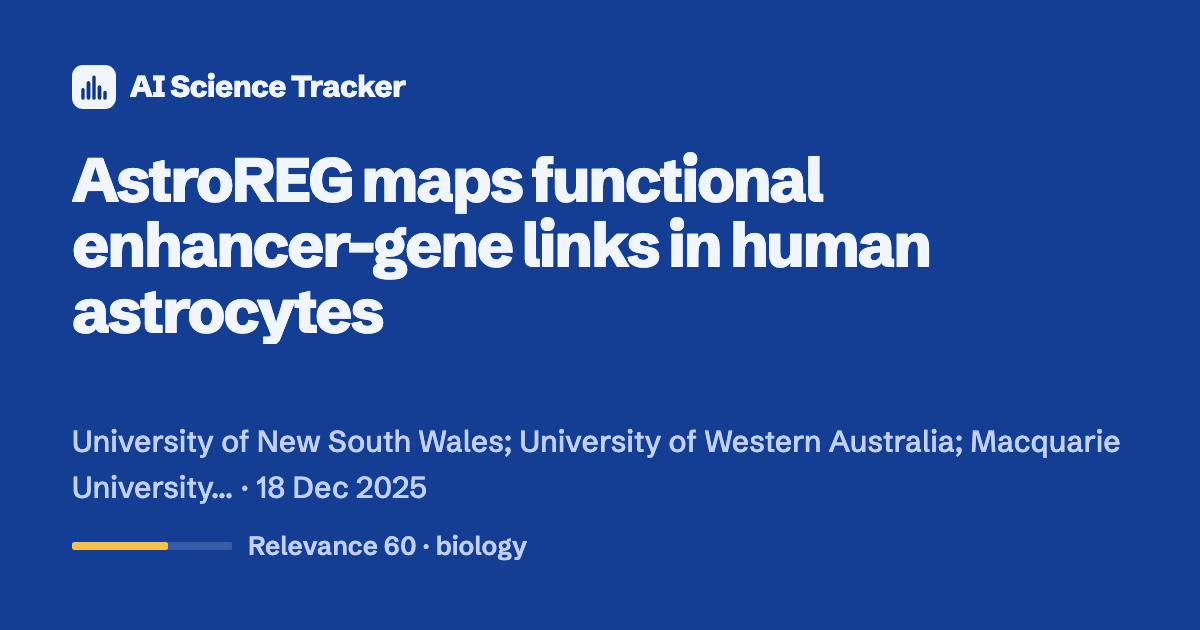 AI Science Tracker
AstroREG maps functional
enhancer-gene links in human
astrocytes
University of New South Wales; University of Western Australia; Macquarie
University... · 18 Dec 2025
Relevance 60 · biology